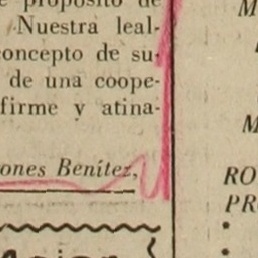 propósito de
Nuestra leal-
concepto de su-
de una coope-
firme y atina-
ones Benítez,
M
M
RO
PR